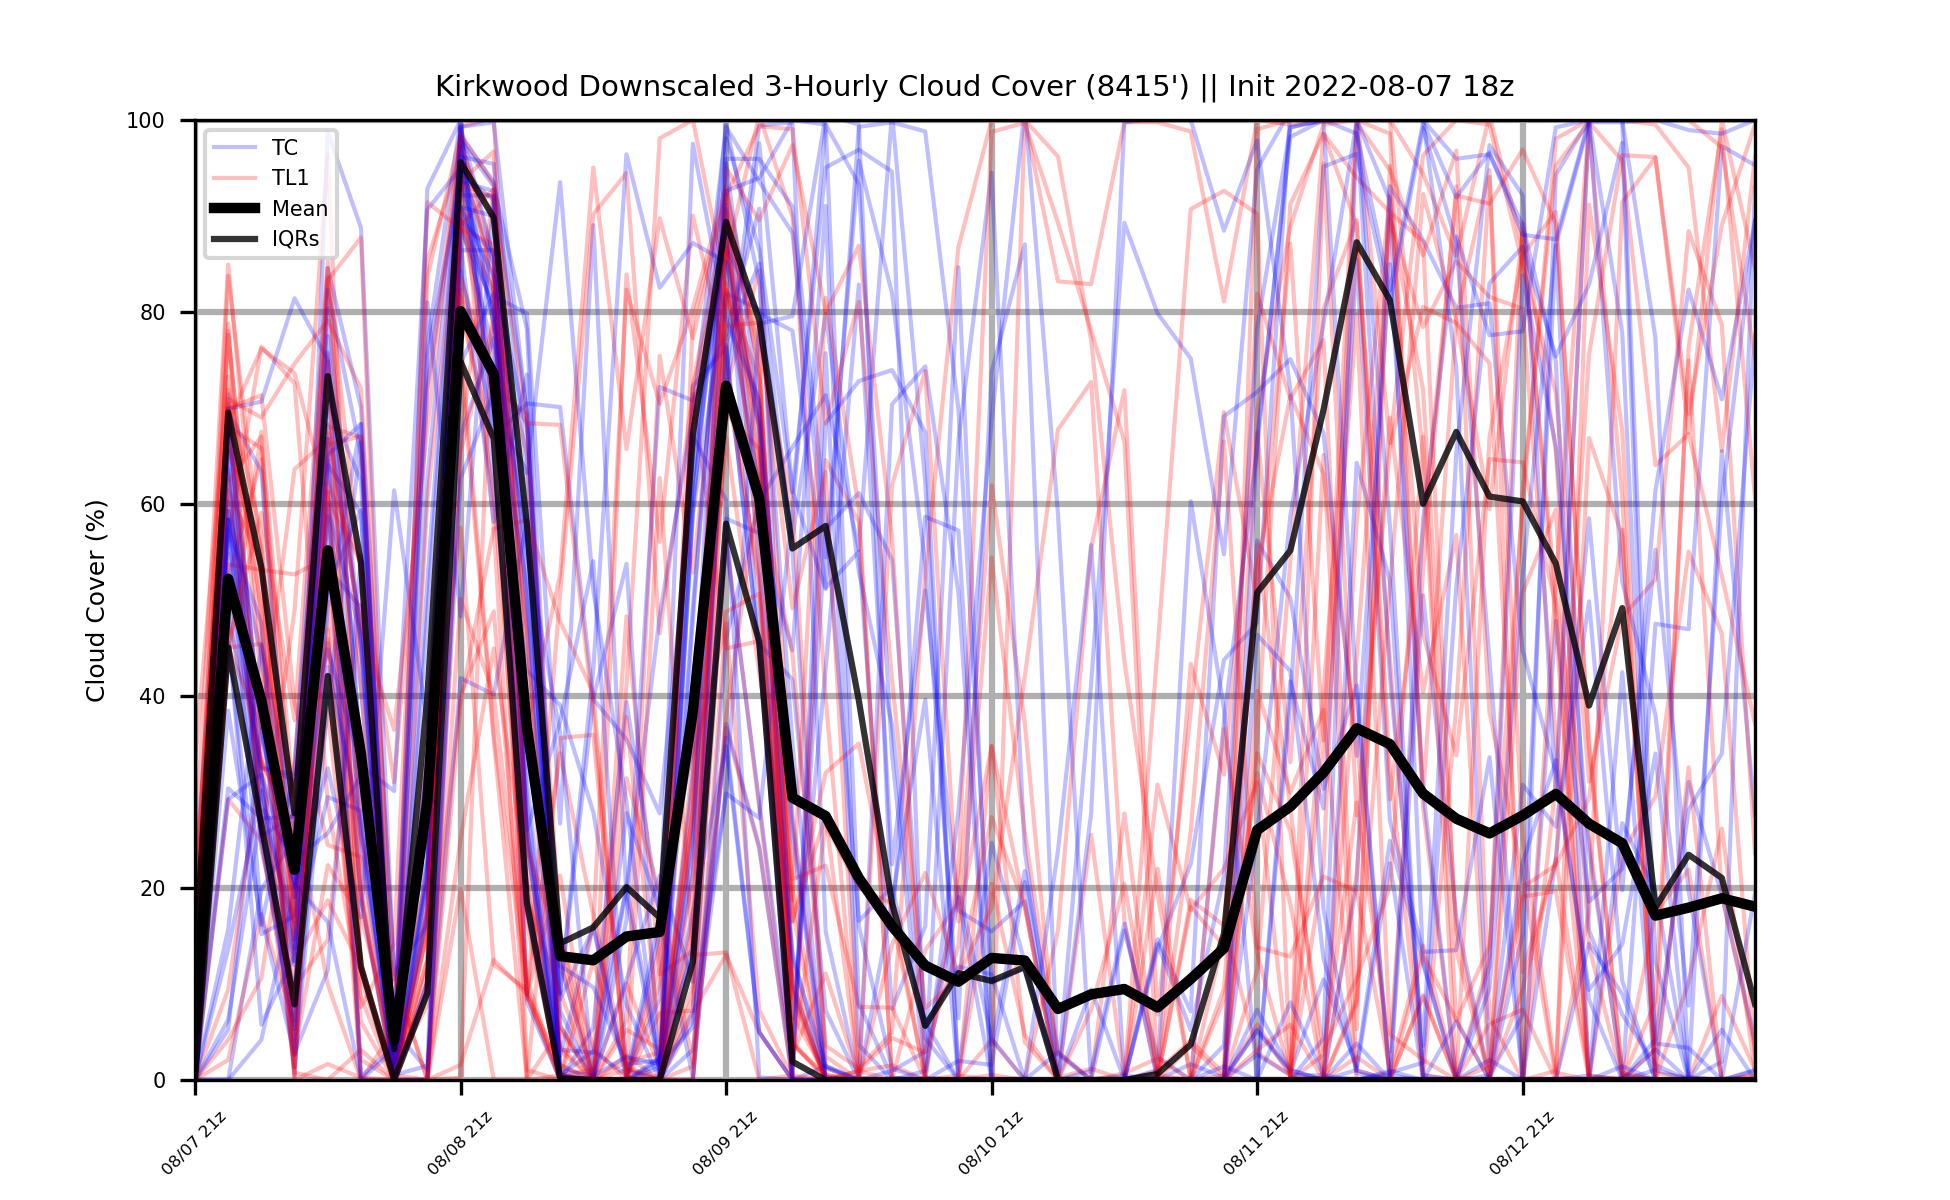 Kirkwood Downscaled 3-Hourly Cloud Cover (8415') || Init 2022-08-07 18z
TC
TL1
Mean
IQRs
Cloud Cover (%)
100
80
60
40
20
0
08/07 21z
08/08 21z
08/09 21z
08/10 21z
08/11 21z
08/12 21z